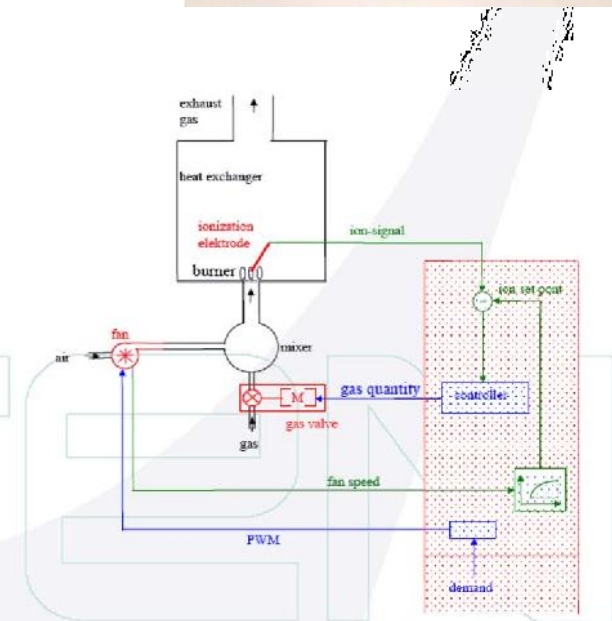 exhaust
gas
heat exchanger
ionization
elektrode
ion-signal
burner
ion set pont
fan
air
mixer
M
gas quantity
controller
gas valve
gas
fan speed
PWM
demand